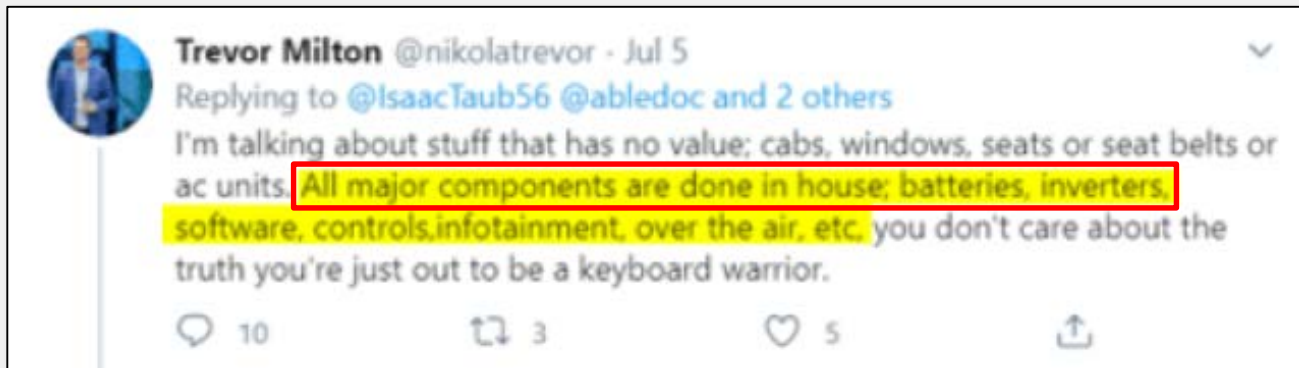 Trevor Milton @nikolatrevor · Jul 5
Replying to @IsaacTaub56 @abledoc and 2 others
I'm talking about stuff that has no value; cabs, windows, seats or seat belts or
ac units. All major components are done in house; batteries, inverters,
software, controls,infotainment, over the air, etc, you don't care about the
truth you're just out to be a keyboard warrior.
10 3 5